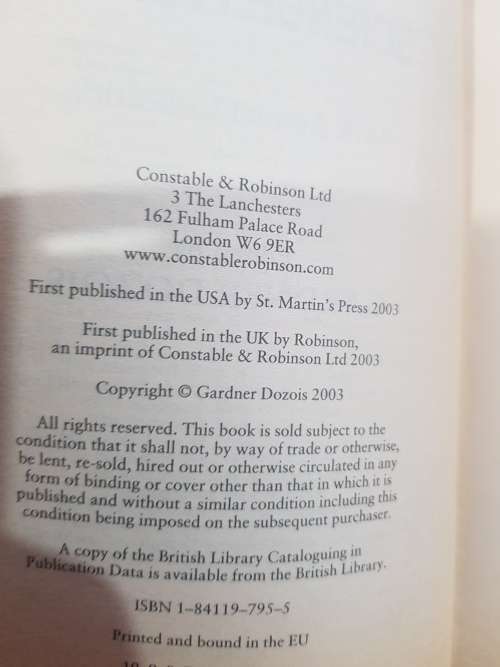 Constable & Robinson Ltd
3 The Lanchesters
162 Fulham Palace Road
London W6 9ER
www.constablerobinson.com
First published in the USA by St. Martin's Press 2003
First published in the UK by Robinson,
an imprint of Constable & Robinson Ltd 2003
Copyright © Gardner Dozois 2003
All rights reserved. This book is sold subject to the
condition that it shall not, by way of trade or otherwise,
be lent, re-sold, hired out or otherwise circulated in any
form of binding or cover other than that in which it is
published and without a similar condition including this
condition being imposed on the subsequent purchaser.
A copy of the British Library Cataloguing in
Publication Data is available from the British Library.
ISBN 1–84119–795–5
Printed and bound in the EU